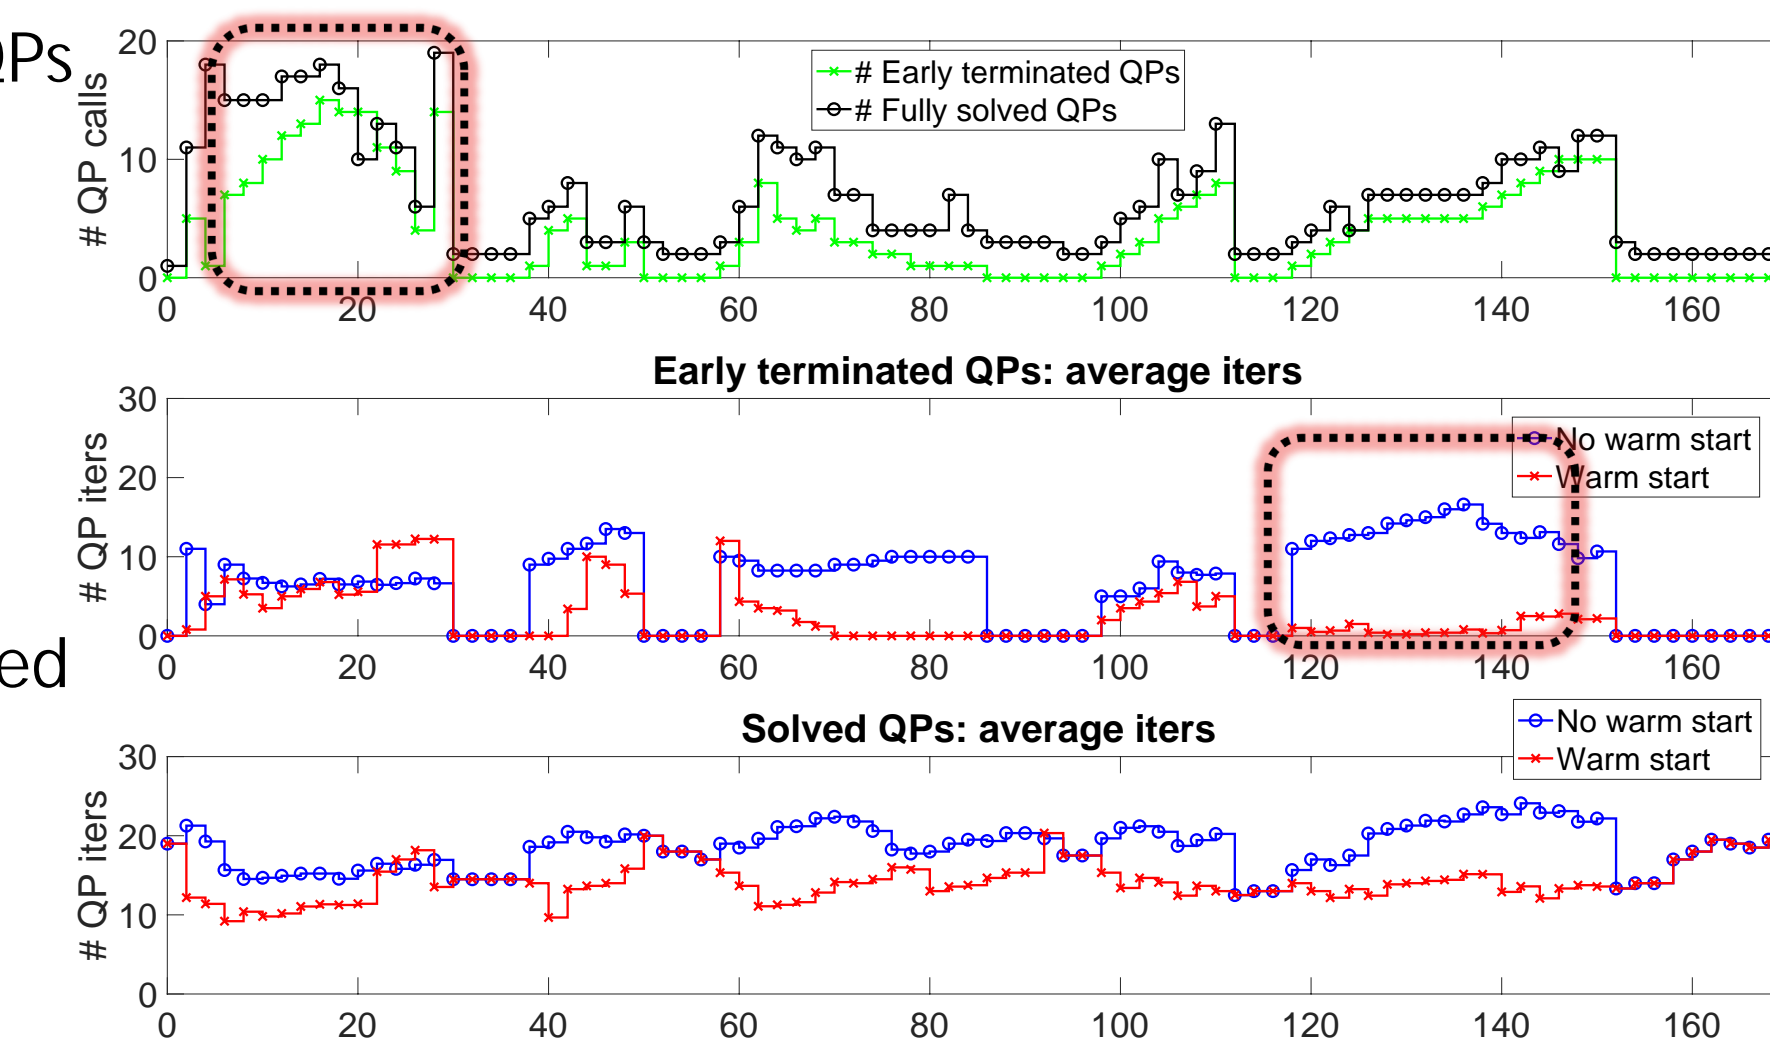 QPs
# QP calls
20
10
0
# Early terminated QPs
# Fully solved QPs
0 20 40 60 80 100 120 140 160
Early terminated QPs: average iters
# QP iters
30
20
10
0
No warm start
Warm start
0 20 40 60 80 100 120 140 160
ed
Solved QPs: average iters
# QP iters
30
20
10
0
No warm start
Warm start
0 20 40 60 80 100 120 140 160